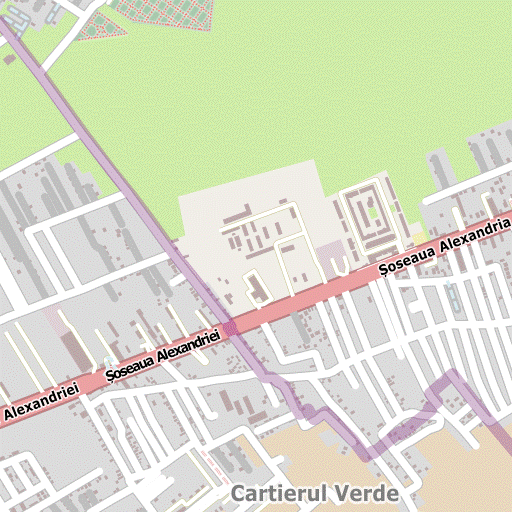 Șoseaua Alexandria
Șoseaua Alexandriei
Alexandriei
Cartierul Verde